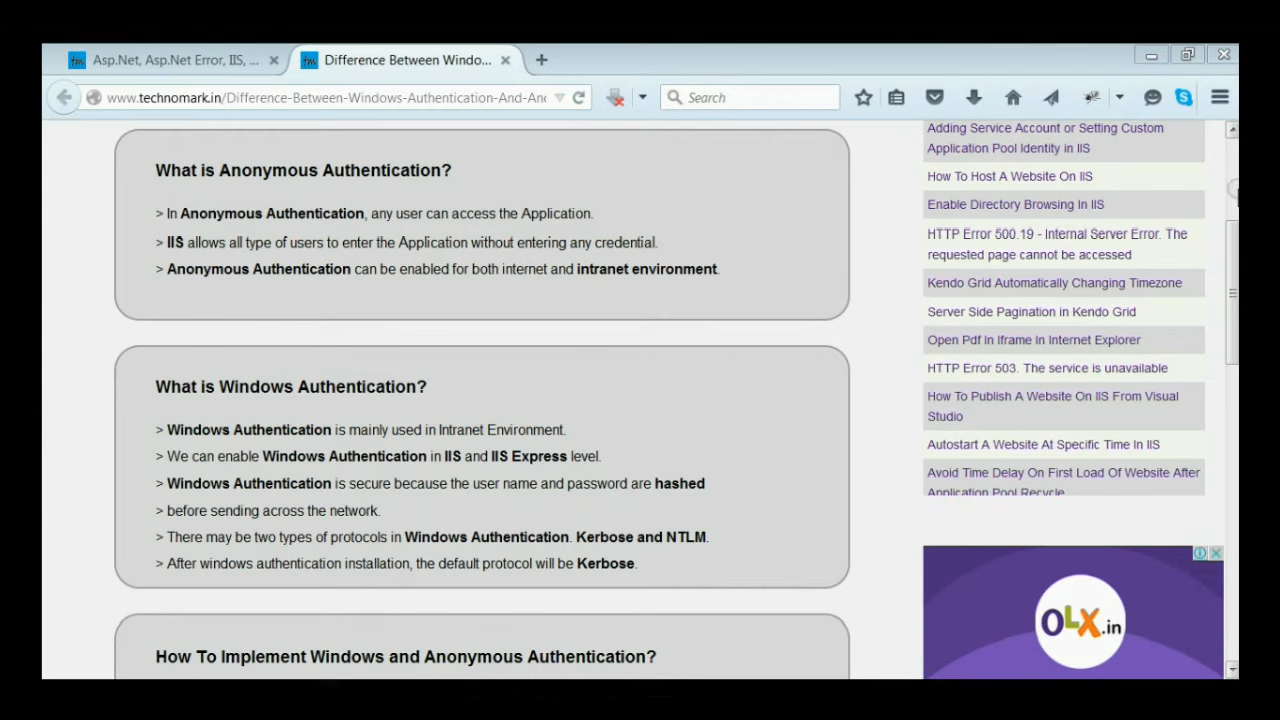 Asp.Net, Asp.Net Error, IIS, ...
Difference Between Windo...
www.technomark.in/Difference-Between-Windows-Authentication-And-Anc
Search
What is Anonymous Authentication?
> In Anonymous Authentication, any user can access the Application.
> IIS allows all type of users to enter the Application without entering any credential.
> Anonymous Authentication can be enabled for both internet and intranet environment.
What is Windows Authentication?
> Windows Authentication is mainly used in Intranet Environment.
> We can enable Windows Authentication in IIS and IIS Express level.
> Windows Authentication is secure because the user name and password are hashed
> before sending across the network.
> There may be two types of protocols in Windows Authentication. Kerbose and NTLM.
> After windows authentication installation, the default protocol will be Kerbose.
How To Implement Windows and Anonymous Authentication?
Adding Service Account or Setting Custom
Application Pool Identity in IIS
How To Host A Website On IIS
Enable Directory Browsing In IIS
HTTP Error 500.19 - Internal Server Error. The
requested page cannot be accessed
Kendo Grid Automatically Changing Timezone
Server Side Pagination in Kendo Grid
Open Pdf In Iframe In Internet Explorer
HTTP Error 503. The service is unavailable
How To Publish A Website On IIS From Visual
Studio
Autostart A Website At Specific Time In IIS
Avoid Time Delay On First Load Of Website After
Application Pool Recycle
OLX.in